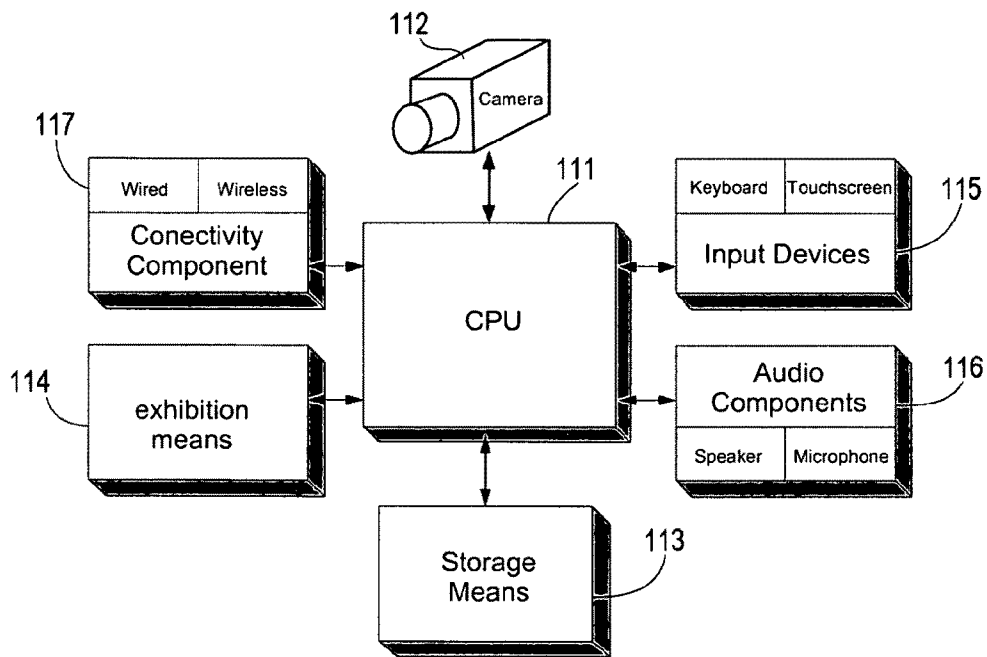 112
Camera
117
Wired
Wireless
Conectivity
Component
111
CPU
Keyboard
Touchscreen
115
Input Devices
114
exhibition
means
Audio
Components
116
Speaker
Microphone
Storage
Means
113